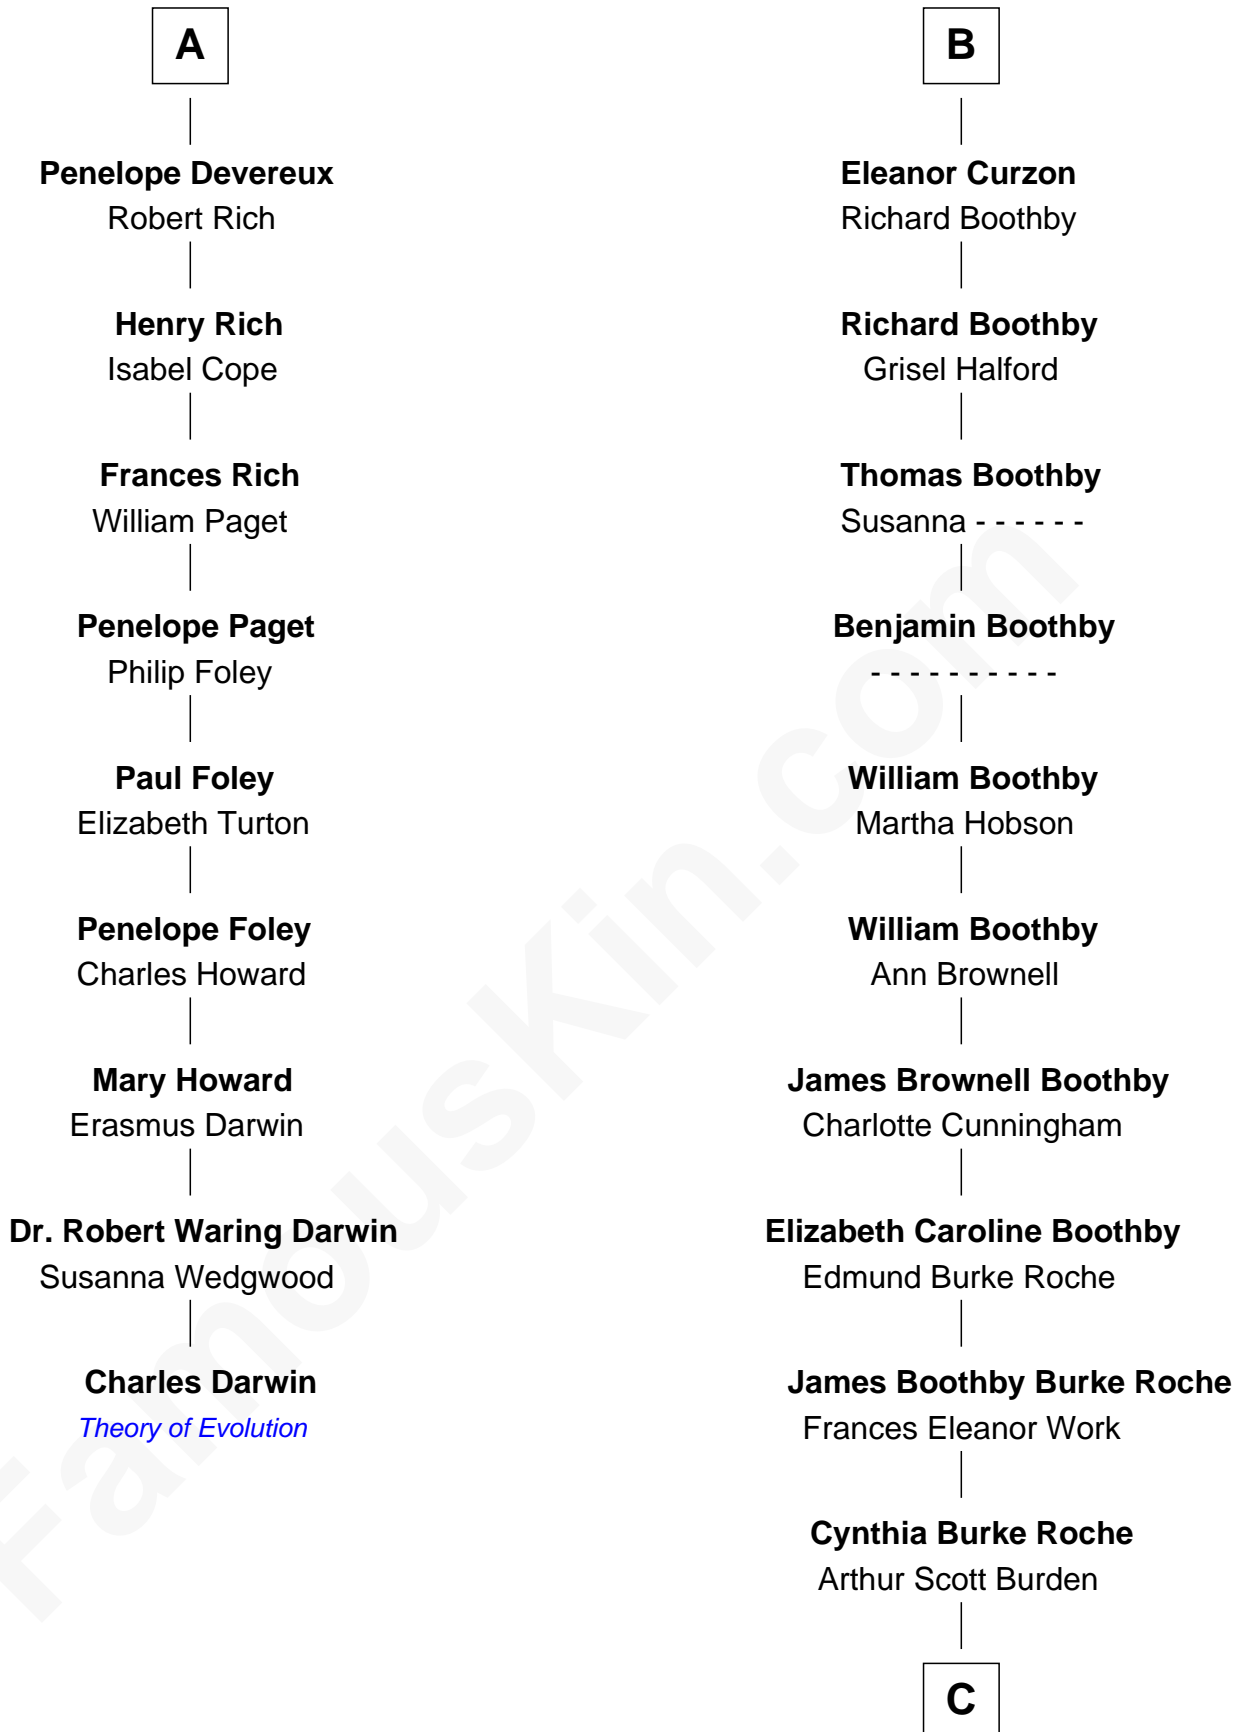 A
Penelope Devereux
Robert Rich
Henry Rich
Isabel Cope
Frances Rich
William Paget
Penelope Paget
Philip Foley
Paul Foley
Elizabeth Turton
Penelope Foley
Charles Howard
Mary Howard
Erasmus Darwin
Dr. Robert Waring Darwin
Susanna Wedgwood
Charles Darwin
Theory of Evolution
B
Eleanor Curzon
Richard Boothby
Richard Boothby
Grisel Halford
Thomas Boothby
Susanna - - - - - -
Benjamin Boothby
- - - - - - - - - -
William Boothby
Martha Hobson
William Boothby
Ann Brownell
James Brownell Boothby
Charlotte Cunningham
Elizabeth Caroline Boothby
Edmund Burke Roche
James Boothby Burke Roche
Frances Eleanor Work
Cynthia Burke Roche
Arthur Scott Burden
C
FamousKin.com